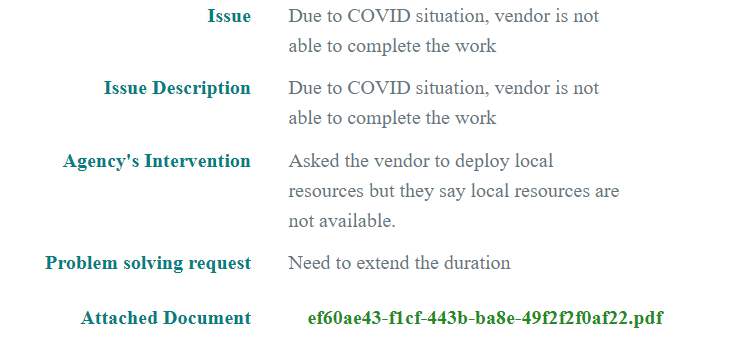 Issue Due to COVID situation, vendor is not
able to complete the work
Issue Description Due to COVID situation, vendor is not
able to complete the work
Agency's Intervention Asked the vendor to deploy local
resources but they say local resources are
not available.
Problem solving request Need to extend the duration
Attached Document ef60ae43-f1cf-443b-ba8e-49f2f2f0af22.pdf